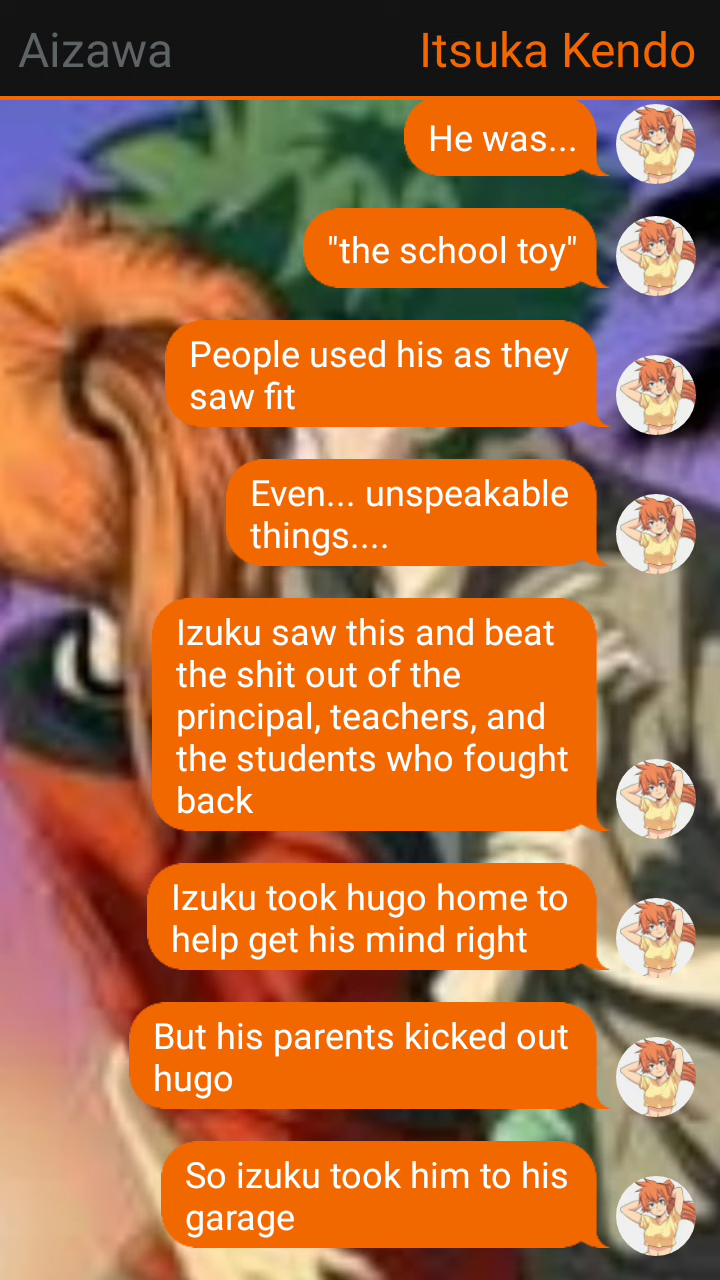 Aizawa
Itsuka Kendo
He was...
"the school toy"
People used his as they
saw fit
Even... unspeakable
things....
Izuku saw this and beat
the shit out of the
principal, teachers, and
the students who fought
back
Izuku took hugo home to
help get his mind right
But his parents kicked out
hugo
So izuku took him to his
garage